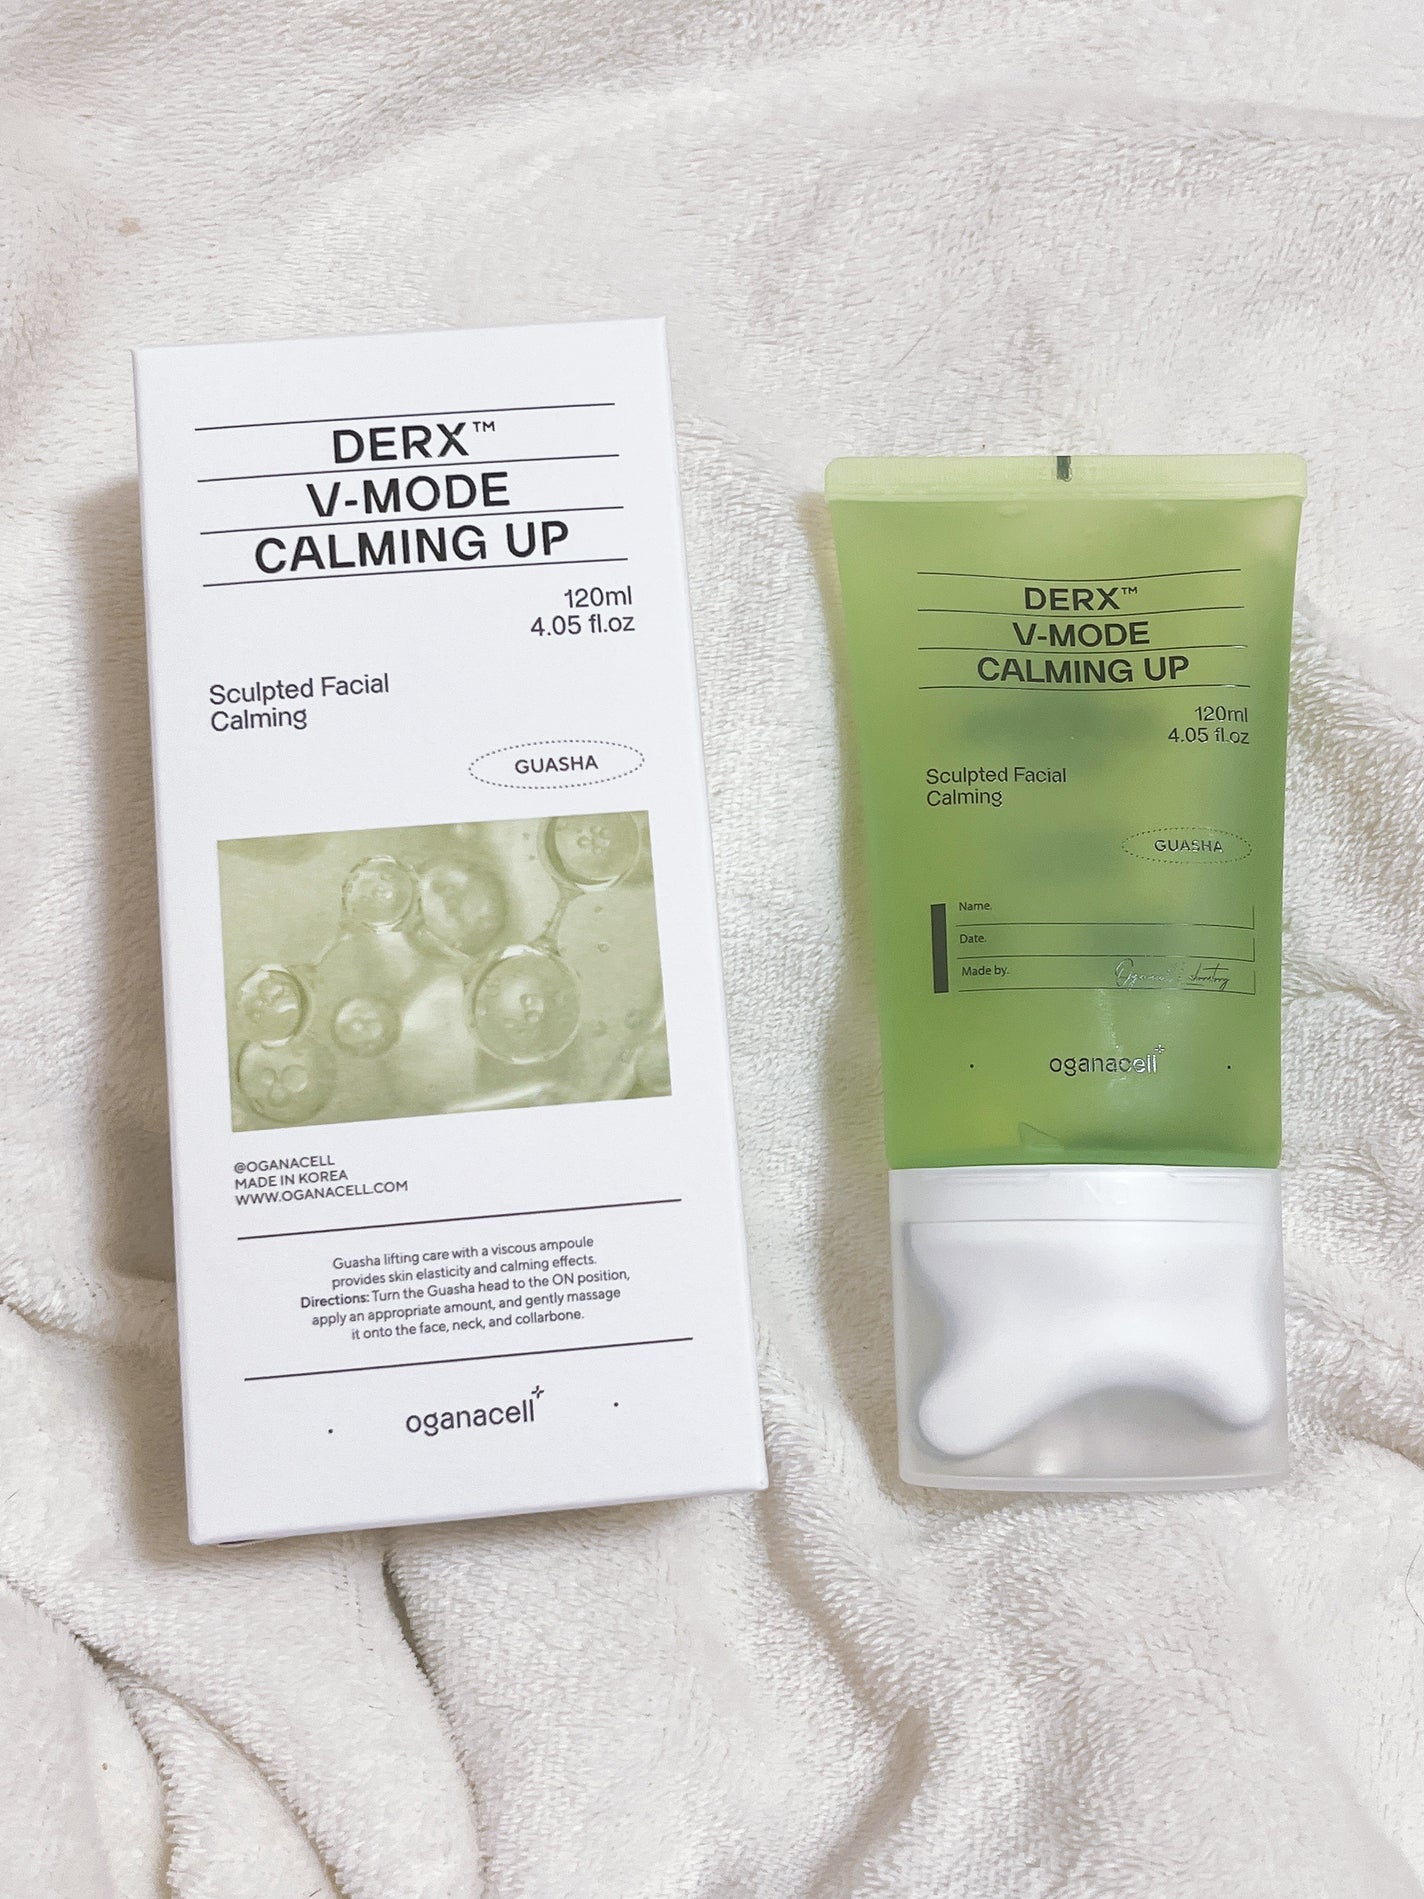 DERX™
V-MODE
CALMING UP
120ml
4.05 fl.oz
Sculpted Facial
Calming
GUASHA
@OGANACELL
MADE IN KOREA
WWW.OGANACELL.COM
Guasha lifting care with a viscous ampoule
provides skin elasticity and calming effects.
Directions: Turn the Guasha head to the ON position,
apply an appropriate amount, and gently massage
it onto the face, neck, and collarbone.
oganacell
DERX™
V-MODE
CALMING UP
120ml
4.05 fl.oz
Sculpted Facial
Calming
GUASHA
Name.
Date.
Made by.
oganacell